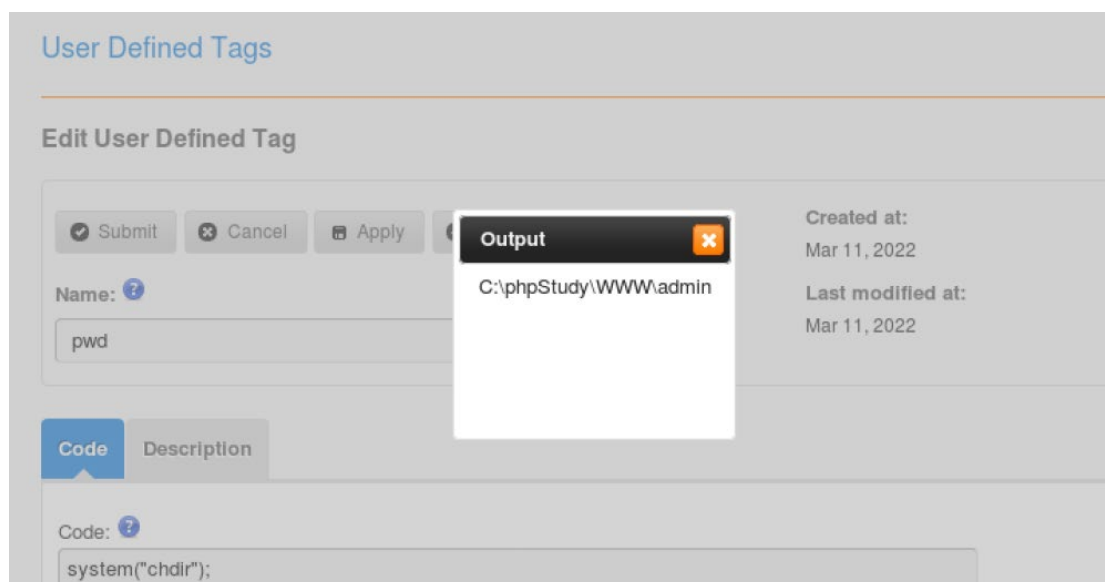 User Defined Tags
Edit User Defined Tag
Submit Cancel Apply
Output
C:\phpStudy\WWW\admin
Created at:
Mar 11, 2022
Name:
Last modified at:
Mar 11, 2022
pwd
Code Description
Code:
system("chdir");